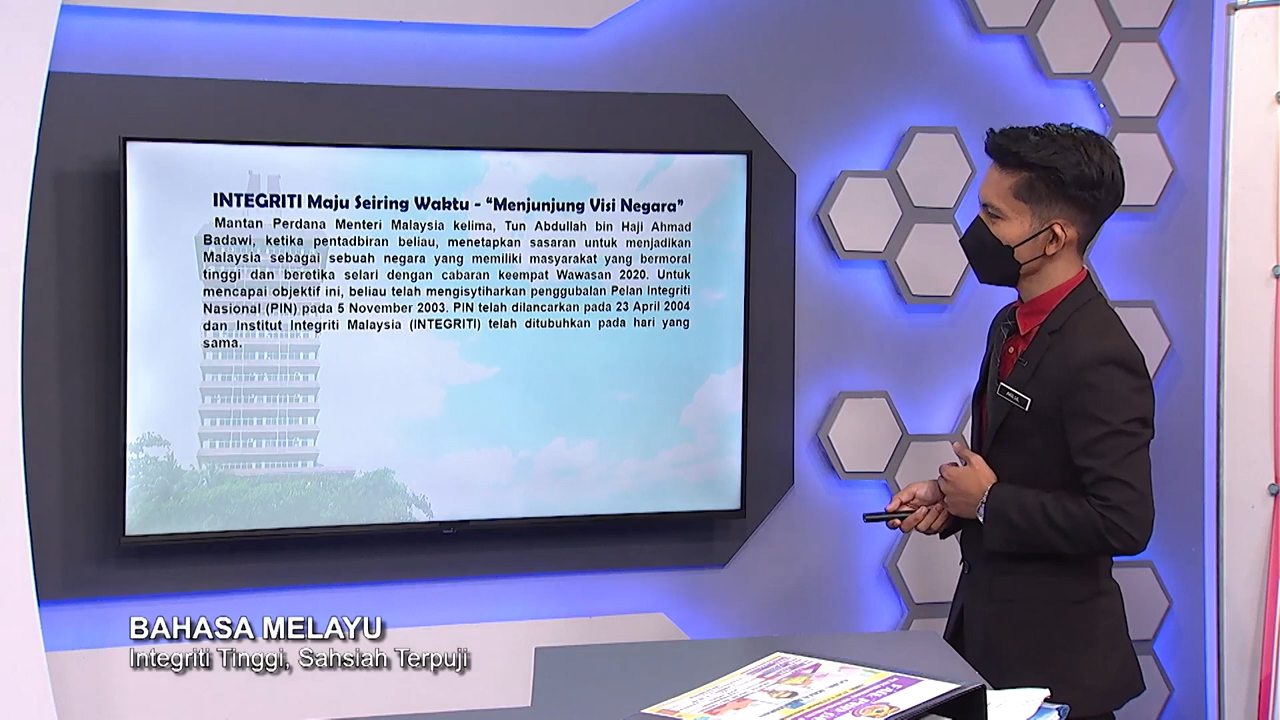 INTEGRITI Maju Seiring Waktu - “Menjunjung Visi Negara”
Mantan Perdana Menteri Malaysia kelima, Tun Abdullah bin Haji Ahmad
Badawi, ketika pentadbiran beliau, menetapkan sasaran untuk menjadikan
Malaysia sebagai sebuah negara yang memiliki masyarakat yang bermoral
tinggi dan beretika selari dengan cabaran keempat Wawasan 2020. Untuk
mencapai objektif ini, beliau telah mengisytiharkan penggubalan Pelan Integriti
Nasional (PIN) pada 5 November 2003. PIN telah dilancarkan pada 23 April 2004
dan Institut Integriti Malaysia (INTEGRITI) telah ditubuhkan pada hari yang
sama.
BAHASA MELAYU
Integriti Tinggi, Sahsiah Terpuji